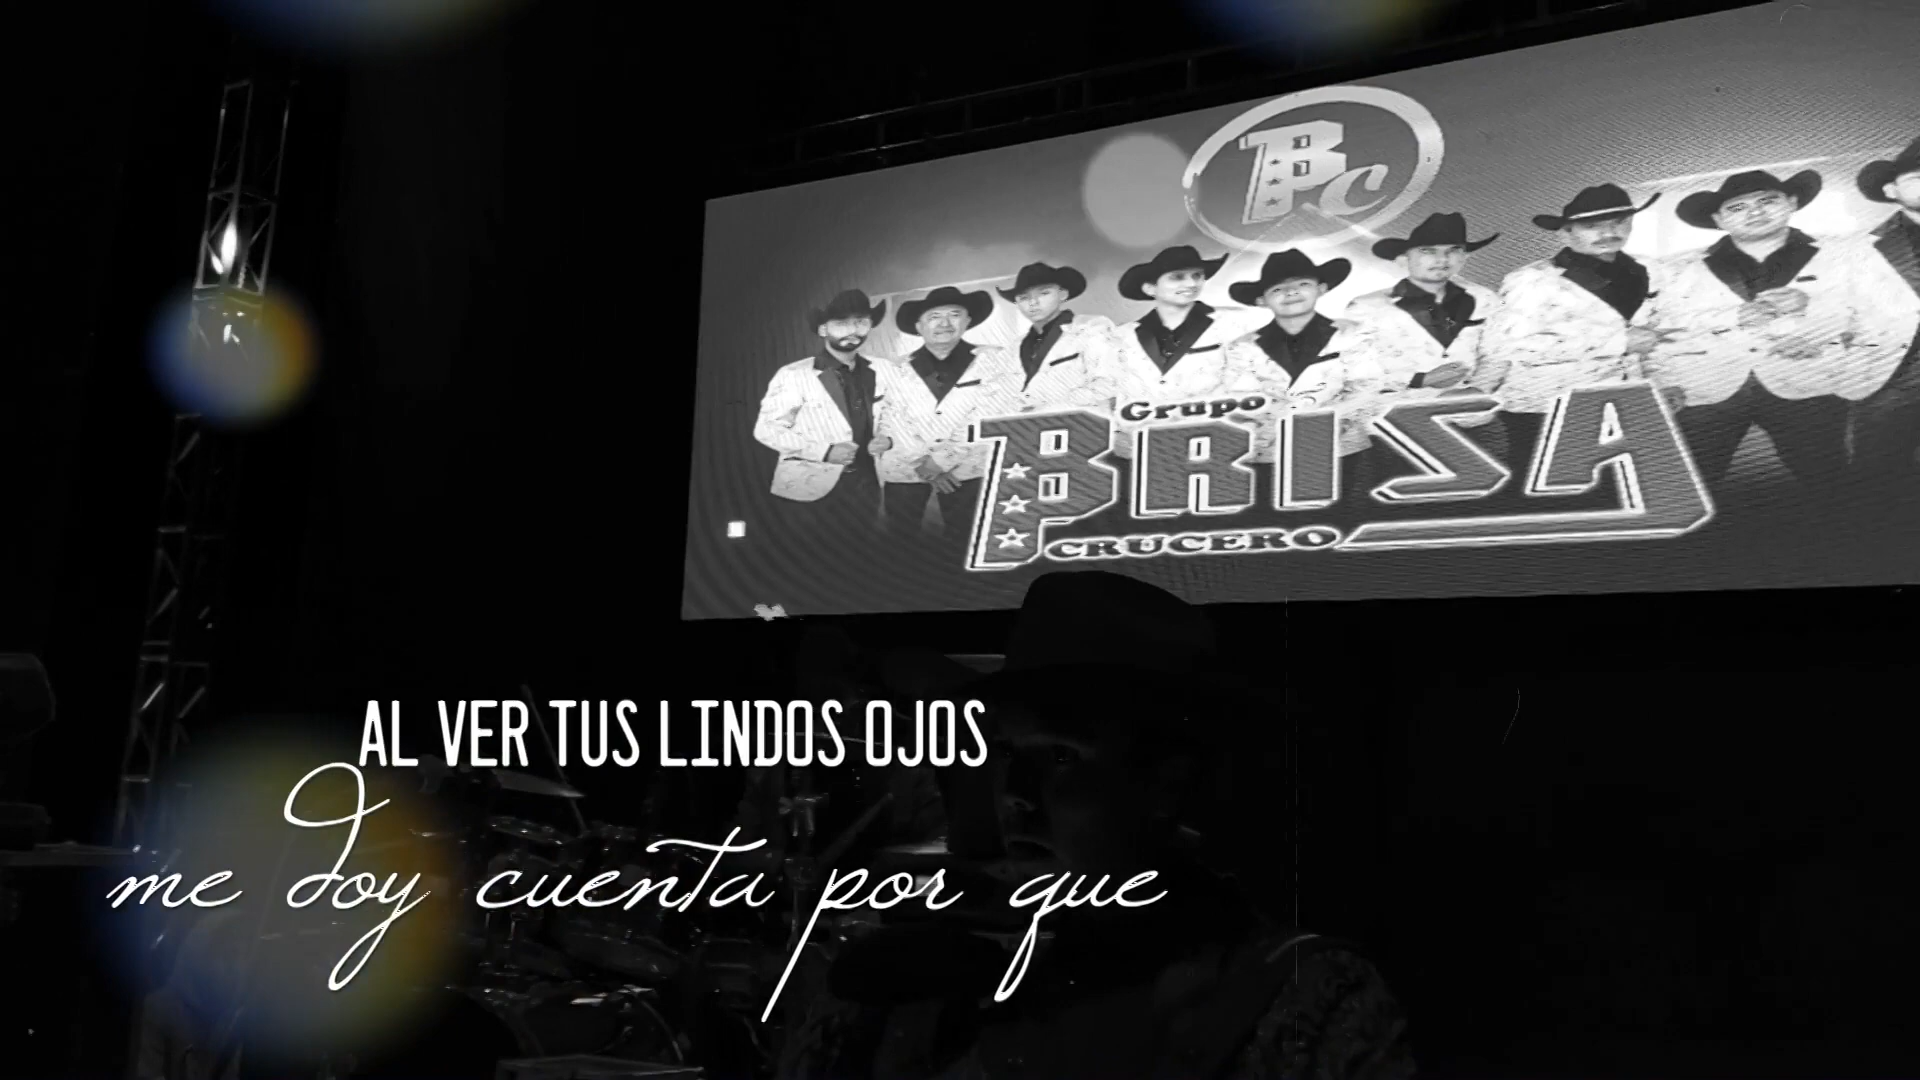 BC
Grupo
BRISA
CRUCERO
AL VER TUS LINDOS OJOS
me doy cuenta por que